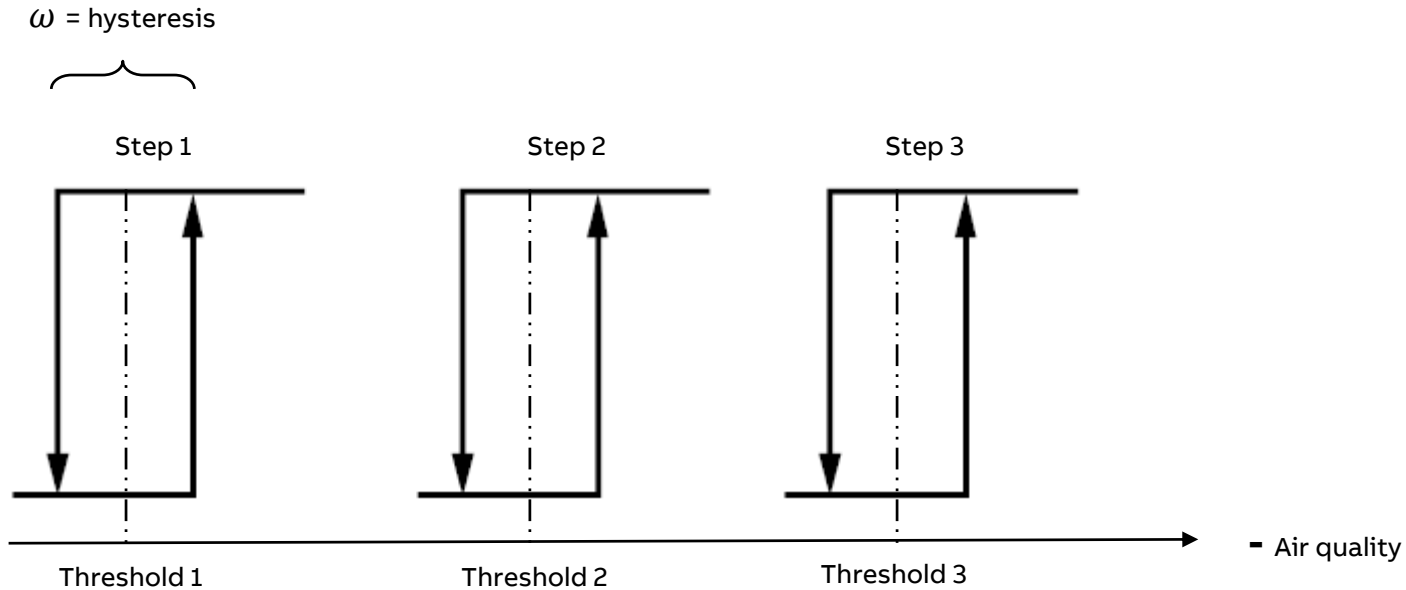 ω = hysteresis
Step 1
Step 2
Step 3
Threshold 1
Threshold 2
Threshold 3
- Air quality